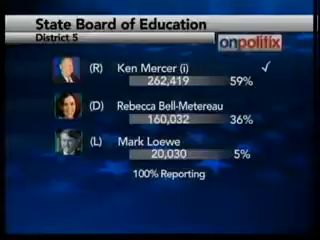 State Board of Education
District 5
onpolitix
(R) Ken Mercer (i) ✓
262,419 59%
(D) Rebecca Bell-Metereau
160,032 36%
(L) Mark Loewe
20,030 5%
100% Reporting